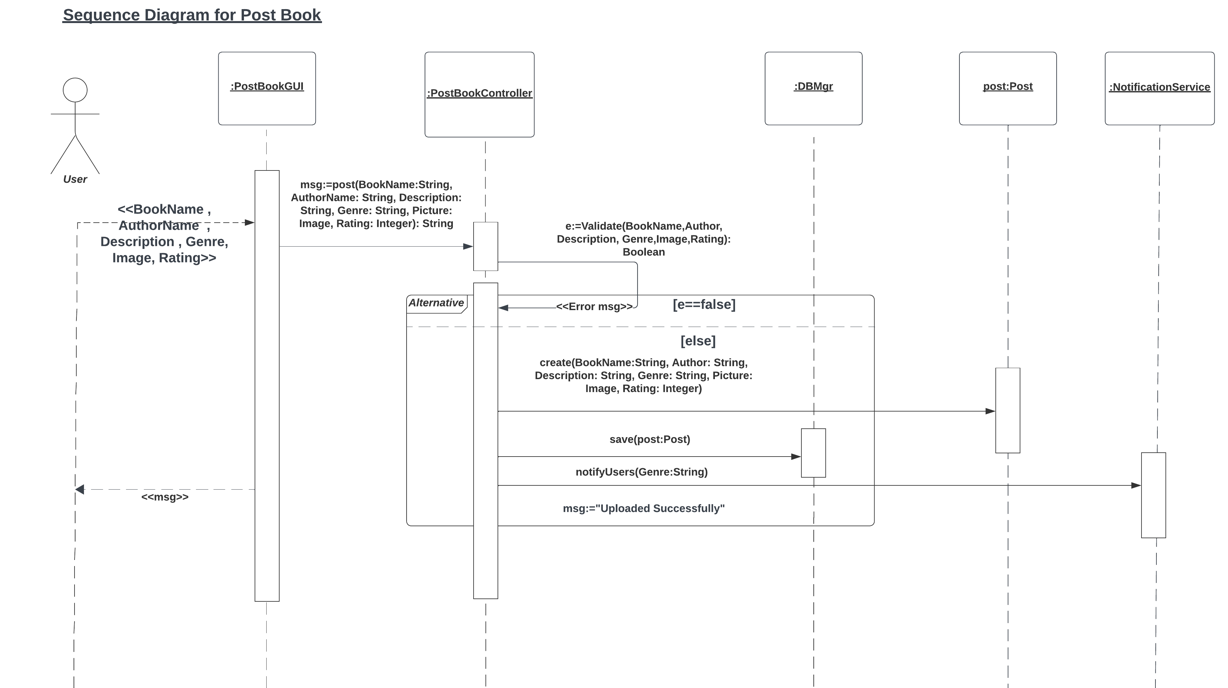 Sequence Diagram for Post Book
:PostBookGUI
:PostBookController
:DBMgr
post:Post
:NotificationService
User
<<BookName ,
AuthorName ,
Description , Genre,
Image, Rating>>
msg:=post(BookName:String,
AuthorName: String, Description:
String, Genre: String, Picture:
Image, Rating: Integer): String
e:=Validate(BookName,Author,
Description, Genre,Image,Rating):
Boolean
Alternative
<<Error msg>>
[e==false]
[else]
create(BookName:String, Author: String,
Description: String, Genre: String, Picture:
Image, Rating: Integer)
save(post:Post)
notifyUsers(Genre:String)
<<msg>>
msg:="Uploaded Successfully"